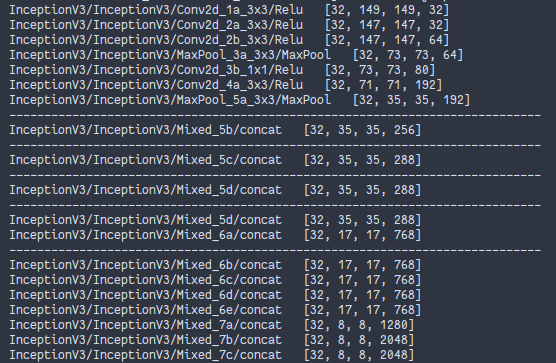 InceptionV3/InceptionV3/Conv2d_1a_3x3/Relu   [32, 149, 149, 32]
InceptionV3/InceptionV3/Conv2d_2a_3x3/Relu   [32, 147, 147, 32]
InceptionV3/InceptionV3/Conv2d_2b_3x3/Relu   [32, 147, 147, 64]
InceptionV3/InceptionV3/MaxPool_3a_3x3/MaxPool   [32, 73, 73, 64]
InceptionV3/InceptionV3/Conv2d_3b_1x1/Relu   [32, 73, 73, 80]
InceptionV3/InceptionV3/Conv2d_4a_3x3/Relu   [32, 71, 71, 192]
InceptionV3/InceptionV3/MaxPool_5a_3x3/MaxPool   [32, 35, 35, 192]
--------------------------------------------------------------------------------
InceptionV3/InceptionV3/Mixed_5b/concat   [32, 35, 35, 256]
--------------------------------------------------------------------------------
InceptionV3/InceptionV3/Mixed_5c/concat   [32, 35, 35, 288]
--------------------------------------------------------------------------------
InceptionV3/InceptionV3/Mixed_5d/concat   [32, 35, 35, 288]
--------------------------------------------------------------------------------
InceptionV3/InceptionV3/Mixed_5d/concat   [32, 35, 35, 288]
InceptionV3/InceptionV3/Mixed_6a/concat   [32, 17, 17, 768]
--------------------------------------------------------------------------------
InceptionV3/InceptionV3/Mixed_6b/concat   [32, 17, 17, 768]
InceptionV3/InceptionV3/Mixed_6c/concat   [32, 17, 17, 768]
InceptionV3/InceptionV3/Mixed_6d/concat   [32, 17, 17, 768]
InceptionV3/InceptionV3/Mixed_6e/concat   [32, 17, 17, 768]
InceptionV3/InceptionV3/Mixed_7a/concat   [32, 8, 8, 1280]
InceptionV3/InceptionV3/Mixed_7b/concat   [32, 8, 8, 2048]
InceptionV3/InceptionV3/Mixed_7c/concat   [32, 8, 8, 2048]